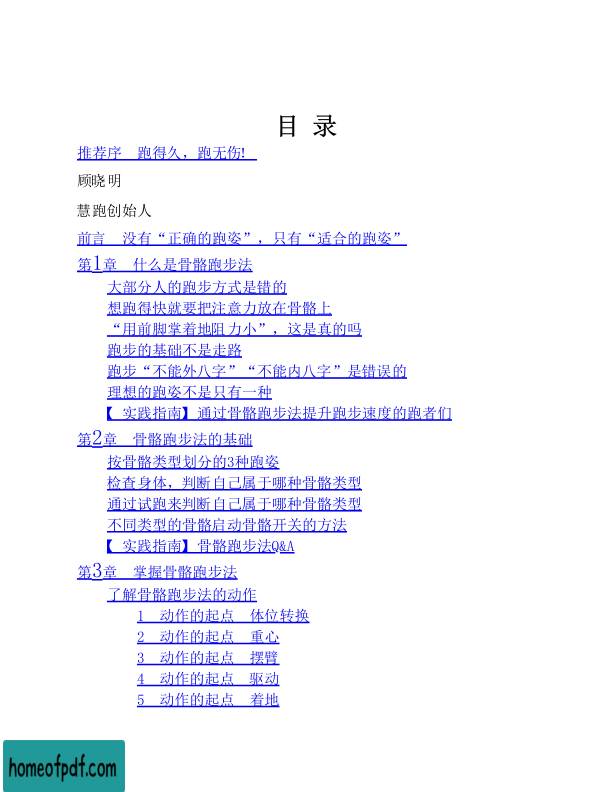 目 录
推荐序　跑得久，跑无伤!
顾晓明
慧跑创始人
前言　没有“正确的跑姿”，只有“适合的跑姿”
第1章　什么是骨骼跑步法
大部分人的跑步方式是错的
想跑得快就要把注意力放在骨骼上
“用前脚掌着地阻力小”，这是真的吗
跑步的基础不是走路
跑步“不能外八字”“不能内八字”是错误的
理想的跑姿不是只有一种
【 实践指南】通过骨骼跑步法提升跑步速度的跑者们
第2章　骨骼跑步法的基础
按骨骼类型划分的3种跑姿
检查身体，判断自己属于哪种骨骼类型
通过试跑来判断自己属于哪种骨骼类型
不同类型的骨骼启动骨骼开关的方法
【 实践指南】骨骼跑步法Q&A
第3章　掌握骨骼跑步法
了解骨骼跑步法的动作
1　动作的起点　体位转换
2　动作的起点　重心
3　动作的起点　摆臂
4　动作的起点　驱动
5　动作的起点　着地
homeofpdf.com